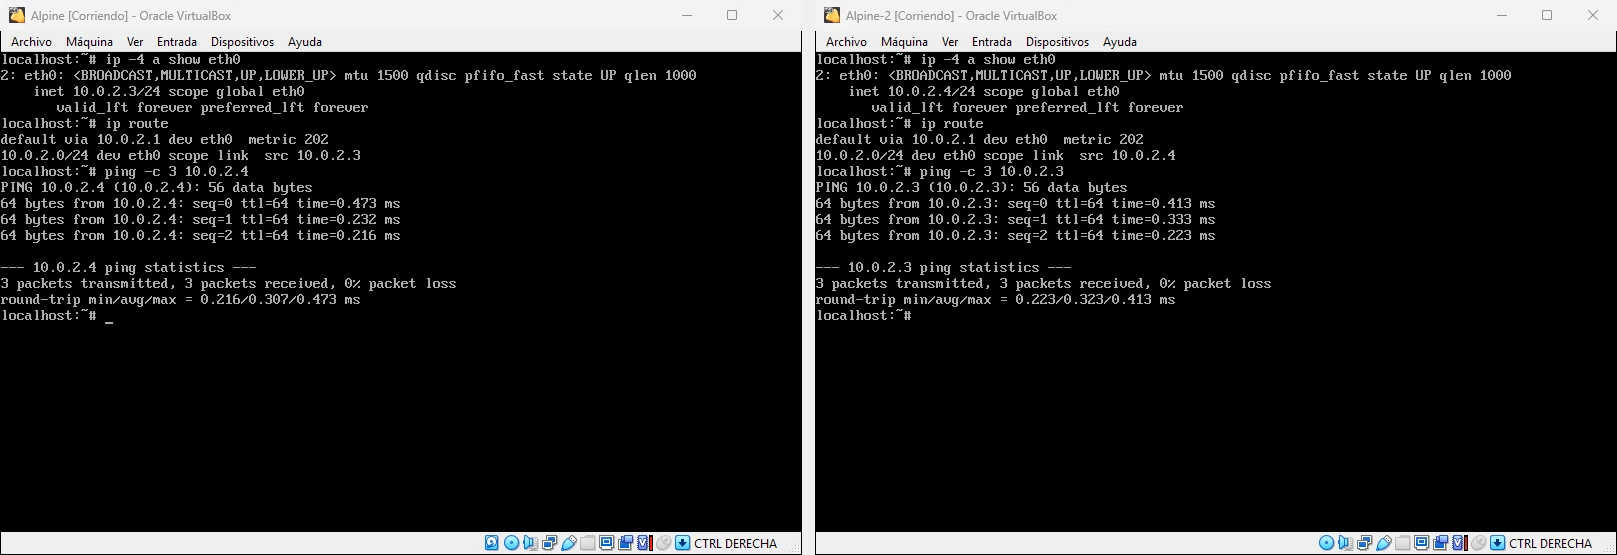 Alpine [Corriendo] - Oracle VirtualBox
Archivo Máquina Ver Entrada Dispositivos Ayuda
localhost:~# ip -4 a show eth0
2: eth0: <BROADCAST,MULTICAST,UP,LOWER_UP> mtu 1500 qdisc pfifo_fast state UP qlen 1000
    inet 10.0.2.3/24 scope global eth0
       valid_lft forever preferred_lft forever
localhost:~# ip route
default via 10.0.2.1 dev eth0  metric 202
10.0.2.0/24 dev eth0 scope link  src 10.0.2.3
localhost:~# ping -c 3 10.0.2.4
PING 10.0.2.4 (10.0.2.4): 56 data bytes
64 bytes from 10.0.2.4: seq=0 ttl=64 time=0.473 ms
64 bytes from 10.0.2.4: seq=1 ttl=64 time=0.232 ms
64 bytes from 10.0.2.4: seq=2 ttl=64 time=0.216 ms

--- 10.0.2.4 ping statistics ---
3 packets transmitted, 3 packets received, 0% packet loss
round-trip min/avg/max = 0.216/0.307/0.473 ms
localhost:~# _
CTRL DERECHA
Alpine-2 [Corriendo] - Oracle VirtualBox
Archivo Máquina Ver Entrada Dispositivos Ayuda
localhost:~# ip -4 a show eth0
2: eth0: <BROADCAST,MULTICAST,UP,LOWER_UP> mtu 1500 qdisc pfifo_fast state UP qlen 1000
    inet 10.0.2.4/24 scope global eth0
       valid_lft forever preferred_lft forever
localhost:~# ip route
default via 10.0.2.1 dev eth0  metric 202
10.0.2.0/24 dev eth0 scope link  src 10.0.2.4
localhost:~# ping -c 3 10.0.2.3
PING 10.0.2.3 (10.0.2.3): 56 data bytes
64 bytes from 10.0.2.3: seq=0 ttl=64 time=0.413 ms
64 bytes from 10.0.2.3: seq=1 ttl=64 time=0.333 ms
64 bytes from 10.0.2.3: seq=2 ttl=64 time=0.223 ms

--- 10.0.2.3 ping statistics ---
3 packets transmitted, 3 packets received, 0% packet loss
round-trip min/avg/max = 0.223/0.323/0.413 ms
localhost:~#
CTRL DERECHA